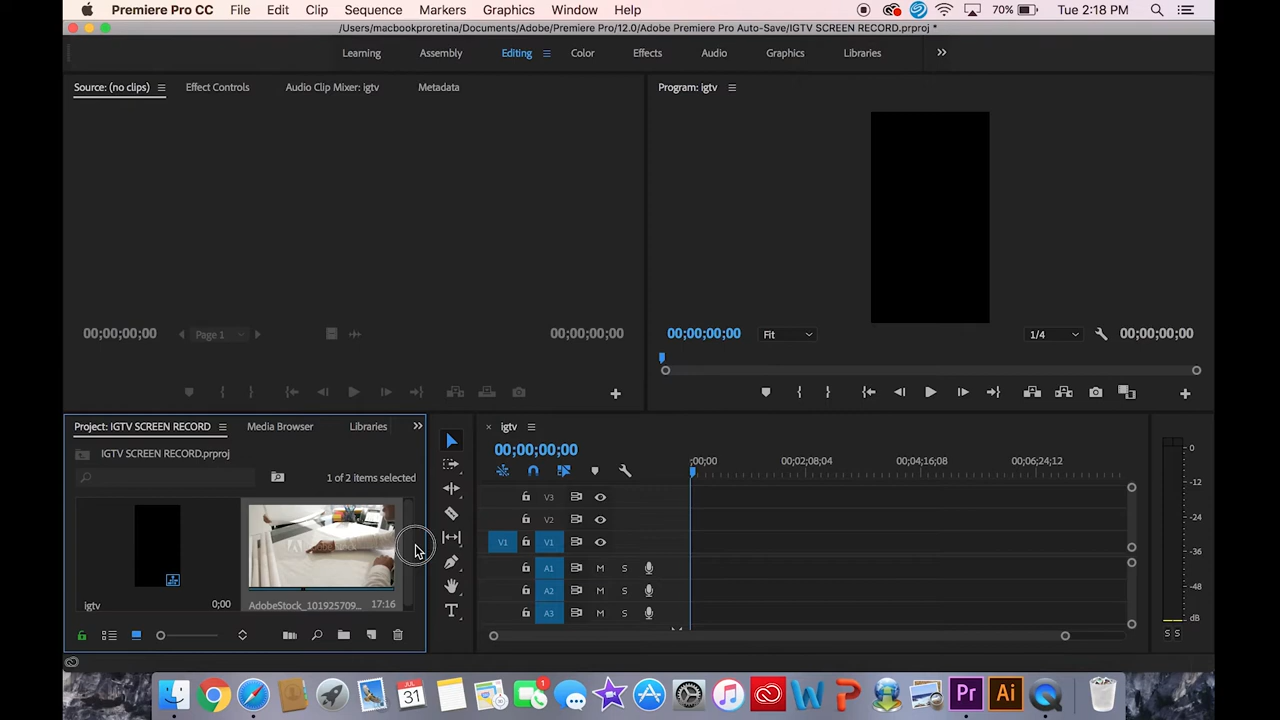 Premiere Pro CC File Edit Clip Sequence Markers Graphics Window Help 70% Tue 2:18 PM
/Users/macbookproretina/Documents/Adobe/Premiere Pro/12.0/Adobe Premiere Pro Auto-Save/IGTV SCREEN RECORD.prproj *
Learning Assembly Editing Color Effects Audio Graphics Libraries
Source: (no clips) Effect Controls Audio Clip Mixer: igtv Metadata
Program: igtv
00;00;00;00 Page 1 00;00;00;00
00;00;00;00 Fit 1/4 00;00;00;00
Project: IGTV SCREEN RECORD Media Browser Libraries
IGTV SCREEN RECORD.prproj
1 of 2 items selected
igtv 0;00
AdobeStock_101925709... 17:16
igtv
00;00;00;00
;00;00 00;02;08;04 00;04;16;08 00;06;24;12
V3
V2
V1 V1
A1 M S
A2 M S
A3 M S
0
-12
-24
-36
-48
dB
S S
JUL
31
1
Pr
Ai